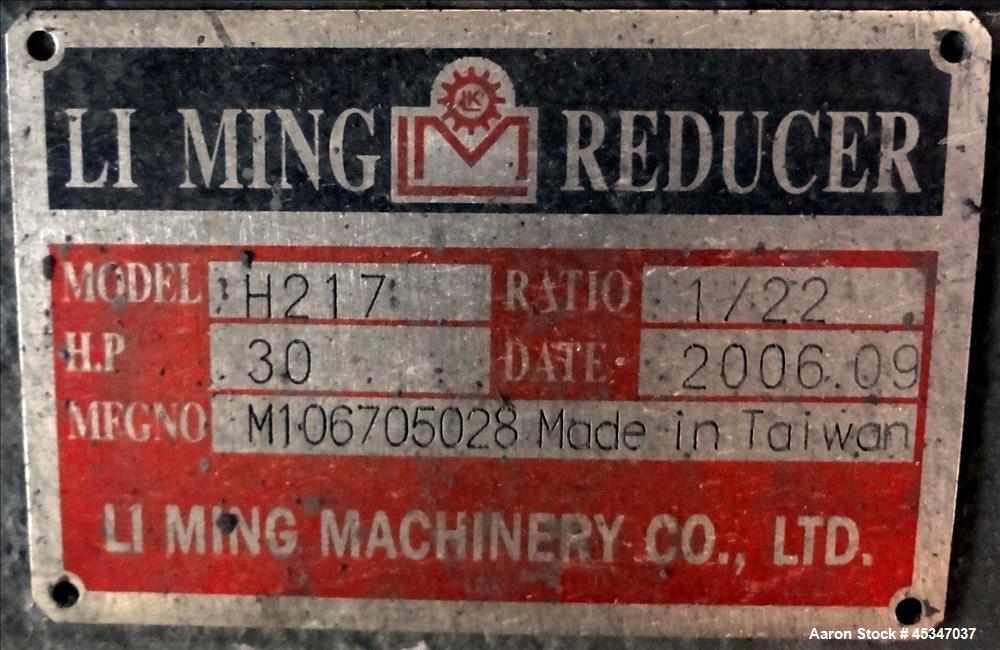 LI MING LK M REDUCER
MODEL H217 RATIO 1/22
H.P 30 DATE 2006.09
MFGNO M106705028 Made in Taiwan
LI MING MACHINERY CO., LTD.
Aaron Stock # 45347037